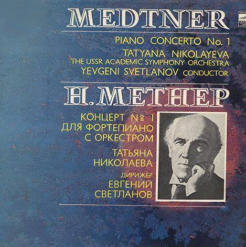 MEDTNER
PIANO CONCERTO No. 1
TATYANA NIKOLAYEVA
THE USSR ACADEMIC SYMPHONY ORCHESTRA
YEVGENI SVETLANOV CONDUCTOR
Н. МЕТНЕР
КОНЦЕРТ № 1
ДЛЯ ФОРТЕПИАНО
С ОРКЕСТРОМ
ТАТЬЯНА
НИКОЛАЕВА
ДИРИЖЕР
ЕВГЕНИЙ
СВЕТЛАНОВ